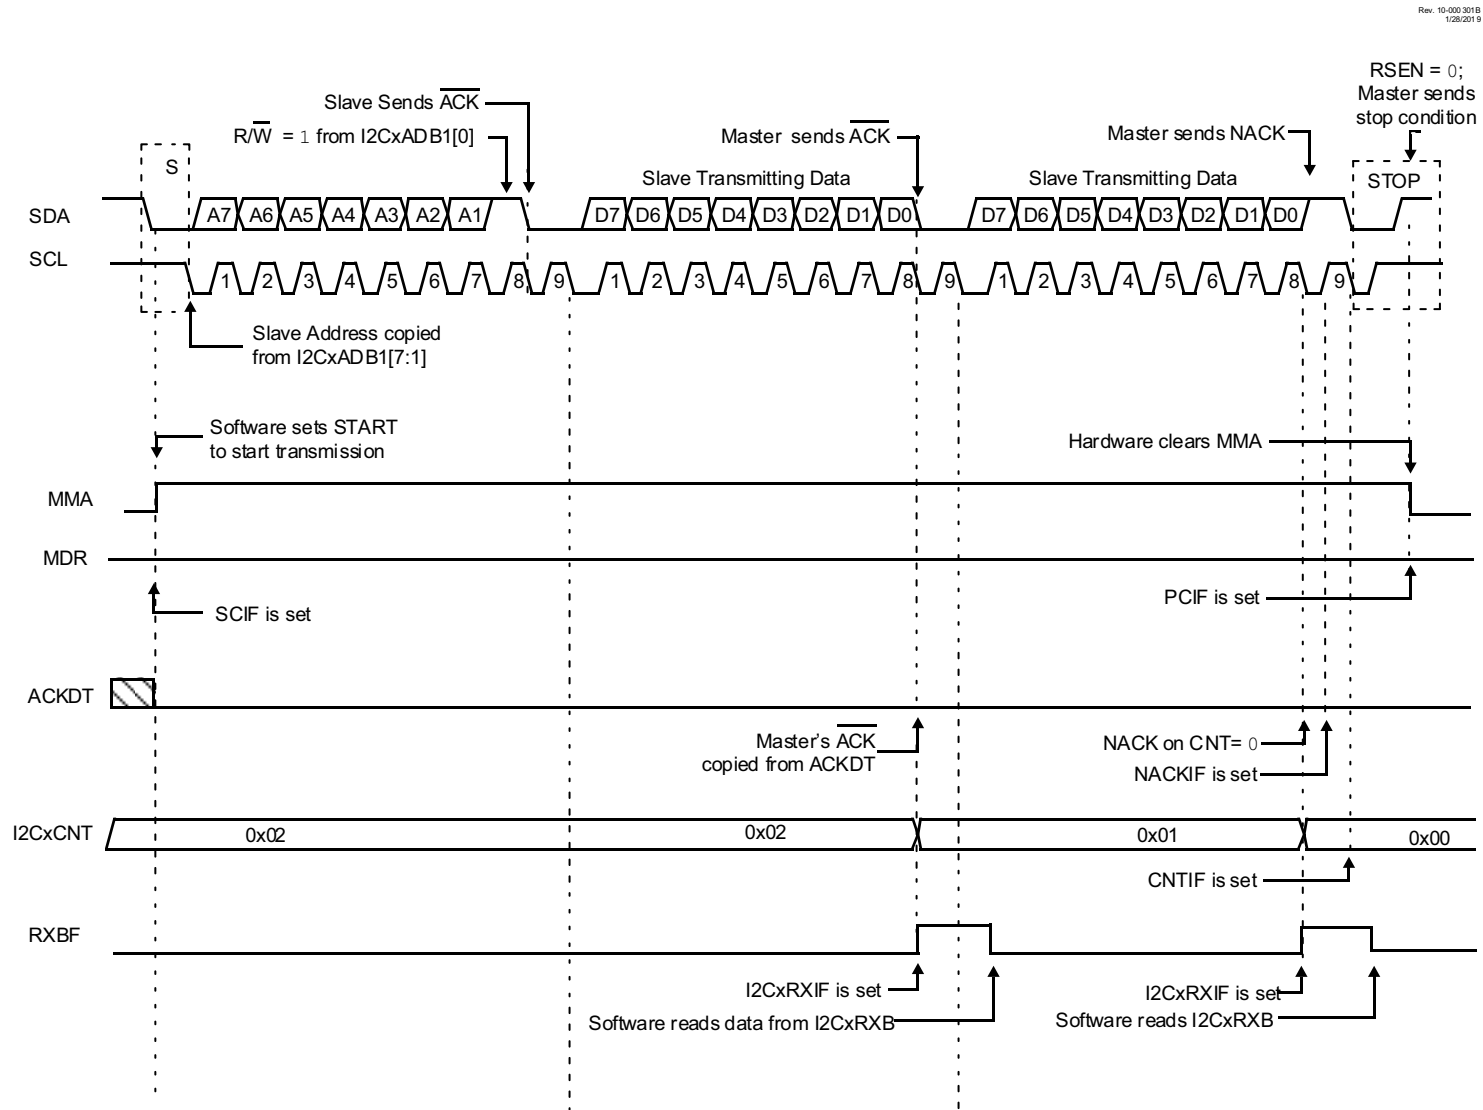 Rev. 10-000 301B
1/28/201 9
RSEN = 0;
Master sends
stop condition
Slave Sends ACK
R/W = 1 from I2CxADB1[0]
Master sends ACK
Master sends NACK
S
Slave Transmitting Data
Slave Transmitting Data
STOP
SDA
A7 A6 A5 A4 A3 A2 A1
D7 D6 D5 D4 D3 D2 D1 D0
D7 D6 D5 D4 D3 D2 D1 D0
SCL
1 2 3 4 5 6 7 8 9
1 2 3 4 5 6 7 8 9
1 2 3 4 5 6 7 8 9
Slave Address copied
from I2CxADB1[7:1]
Software sets START
to start transmission
Hardware clears MMA
MMA
MDR
SCIF is set
PCIF is set
ACKDT
Master's ACK
copied from ACKDT
NACK on CNT= 0
NACKIF is set
I2CxCNT
0x02
0x02
0x01
0x00
CNTIF is set
RXBF
I2CxRXIF is set
Software reads data from I2CxRXB
I2CxRXIF is set
Software reads I2CxRXB